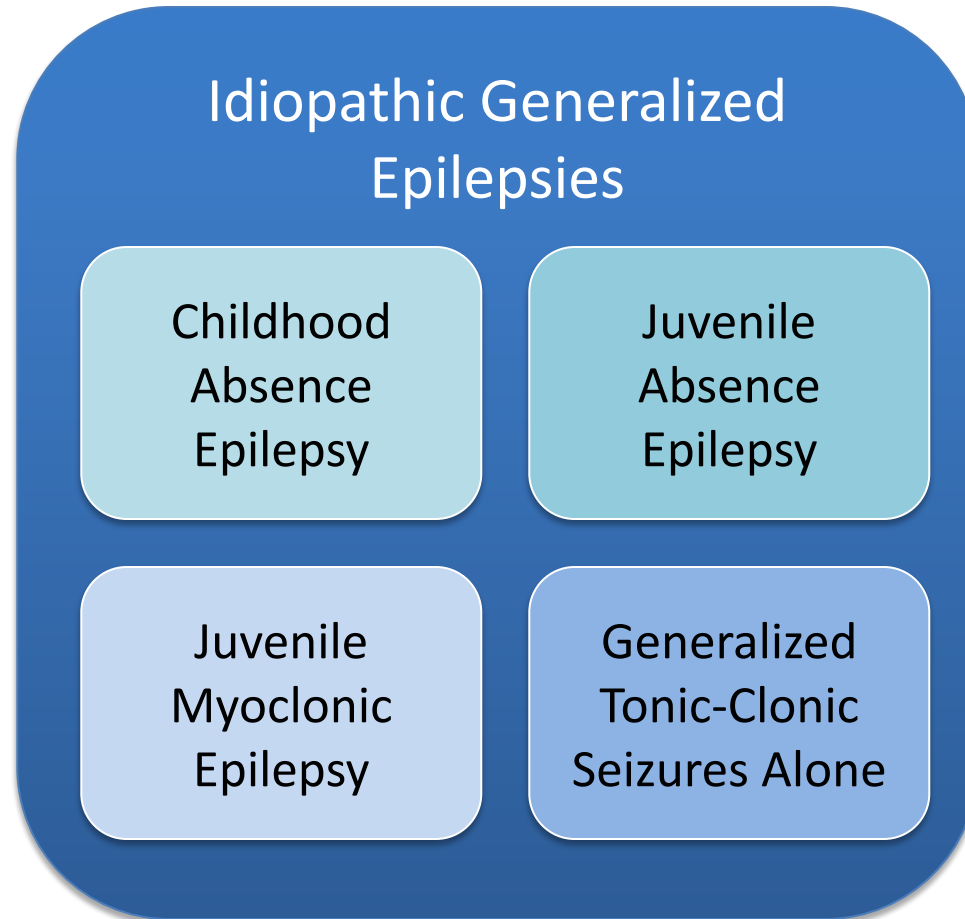 Idiopathic Generalized
Epilepsies
Childhood
Absence
Epilepsy
Juvenile
Absence
Epilepsy
Juvenile
Myoclonic
Epilepsy
Generalized
Tonic-Clonic
Seizures Alone